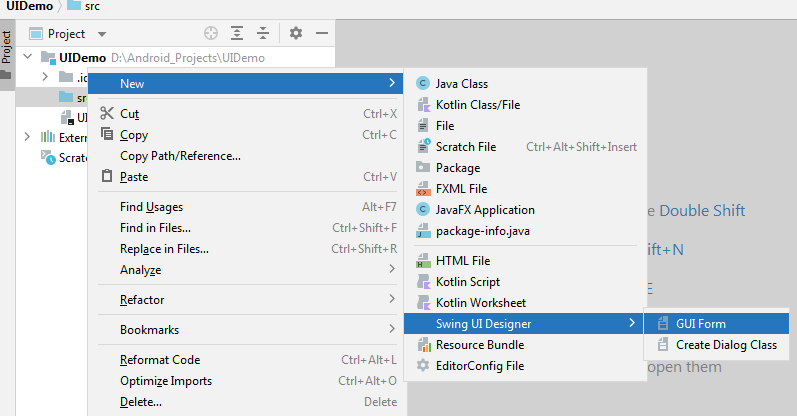 UIDemo > src
Project
Project
UIDemo D:\Android_Projects\UIDemo
.id
sr
UI
Extern
Scratc
New
Cut Ctrl+X
Copy Ctrl+C
Copy Path/Reference...
Paste Ctrl+V
Find Usages Alt+F7
Find in Files... Ctrl+Shift+F
Replace in Files... Ctrl+Shift+R
Analyze
Refactor
Bookmarks
Reformat Code Ctrl+Alt+L
Optimize Imports Ctrl+Alt+O
Delete... Delete
Java Class
Kotlin Class/File
File
Scratch File Ctrl+Alt+Shift+Insert
Package
FXML File
JavaFX Application
package-info.java
HTML File
Kotlin Script
Kotlin Worksheet
Swing UI Designer
Resource Bundle
EditorConfig File
GUI Form
Create Dialog Class
e Double Shift
ift+N
E
open them